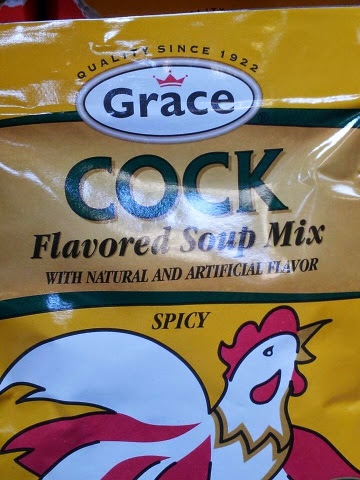 QUALITY SINCE 1922
Grace
COCK
Flavored Soup Mix
WITH NATURAL AND ARTIFICIAL FLAVOR
SPICY